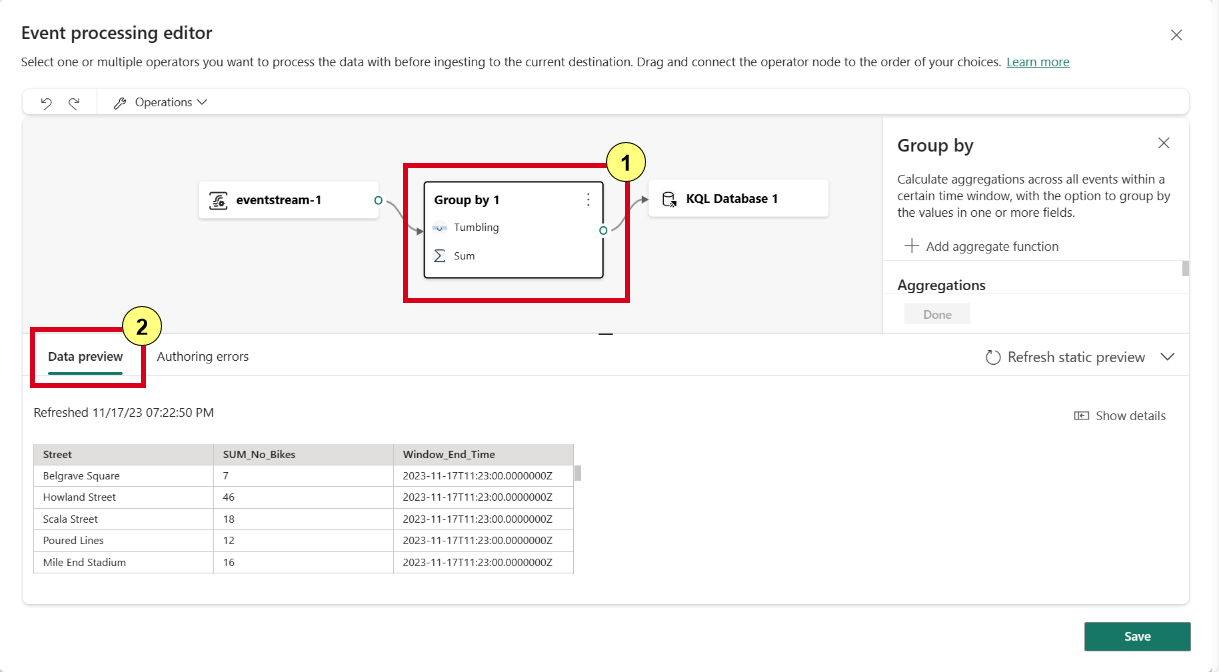 Event processing editor
Select one or multiple operators you want to process the data with before ingesting to the current destination. Drag and connect the operator node to the order of your choices. Learn more
Operations
eventstream-1
1
Group by 1
Tumbling
Sum
KQL Database 1
Group by
Calculate aggregations across all events within a
certain time window, with the option to group by
the values in one or more fields.
Add aggregate function
Aggregations
Done
2
Data preview
Authoring errors
Refresh static preview
Refreshed 11/17/23 07:22:50 PM
Show details
Street SUM_No_Bikes Window_End_Time
Belgrave Square 7 2023-11-17T11:23:00.0000000Z
Howland Street 46 2023-11-17T11:23:00.0000000Z
Scala Street 18 2023-11-17T11:23:00.0000000Z
Poured Lines 12 2023-11-17T11:23:00.0000000Z
Mile End Stadium 16 2023-11-17T11:23:00.0000000Z
Save